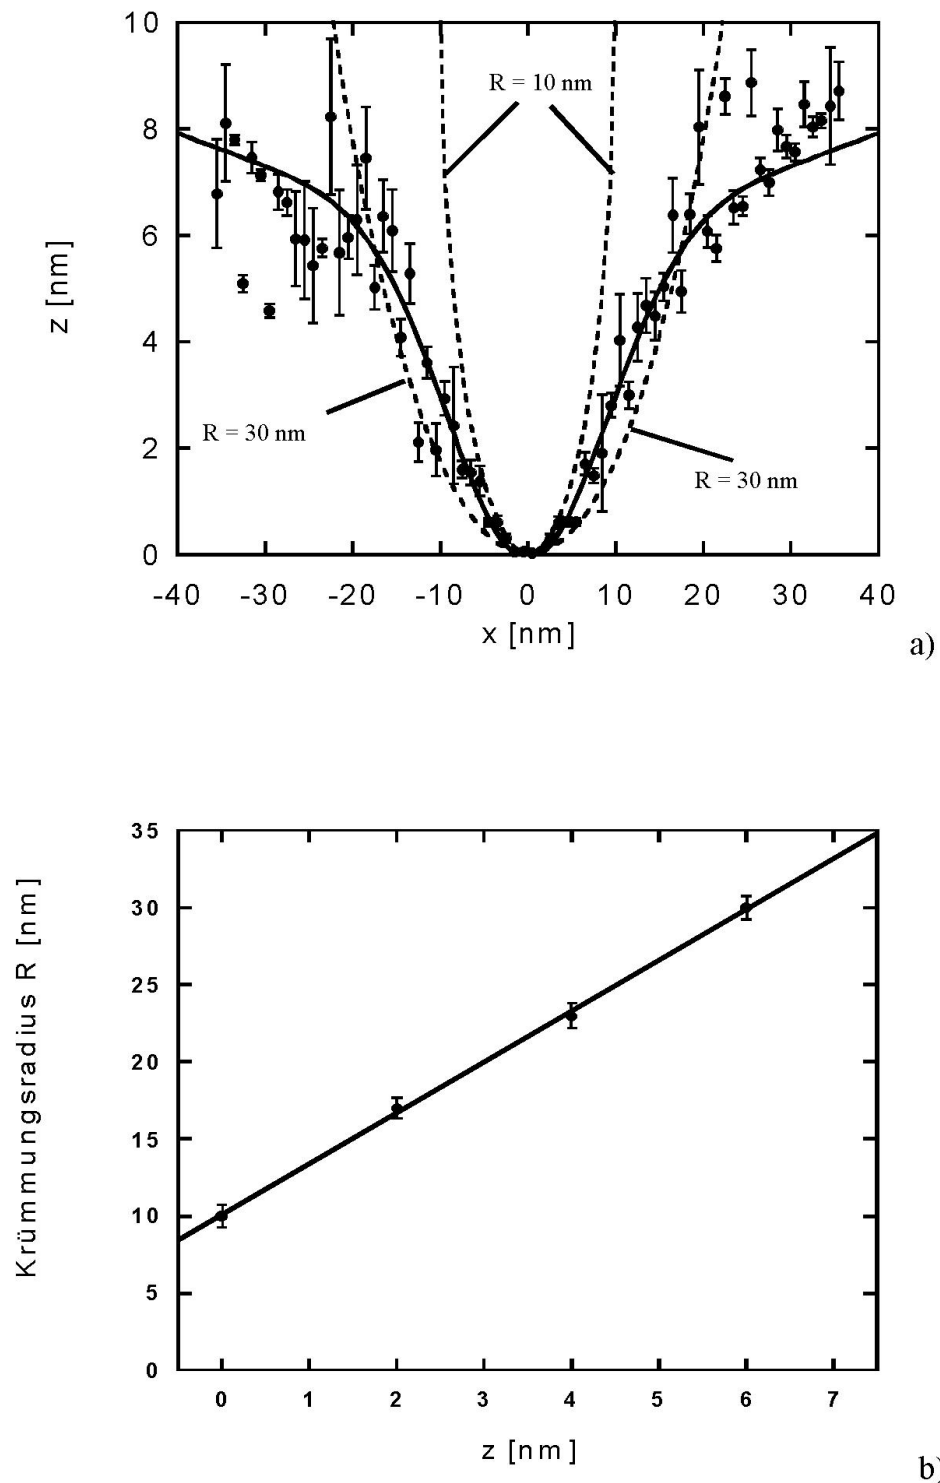 10
R = 10 nm
8
6
z [nm]
4
R = 30 nm
R = 30 nm
2
0
-40 -30 -20 -10 0 10 20 30 40
x [nm]
a)
35
30
25
20
15
10
5
0
Krümmungsradius R [nm]
0 1 2 3 4 5 6 7
z [nm]
b)